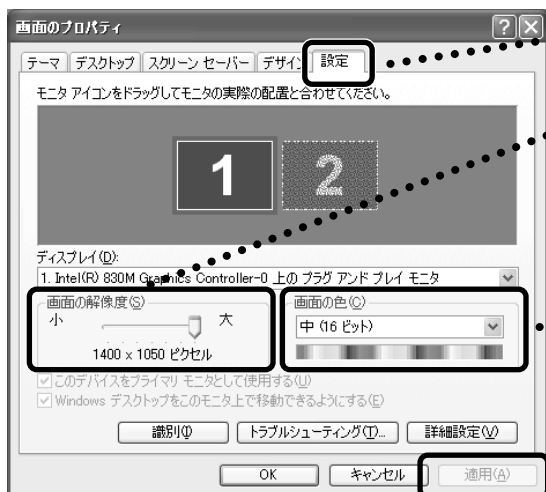 画面のプロパティ
テーマ デスクトップ スクリーン セーバー デザイン 設定
モニタ アイコンをドラッグしてモニタの実際の配置と合わせてください。
1 2
ディスプレイ(D):
1. Intel(R) 830M Graphics Controller-0 上の プラグ アンド プレイ モニタ
画面の解像度(S)
小 大
1400 x 1050 ピクセル
画面の色(C)
中 (16 ビット)
このデバイスをプライマリ モニタとして使用する(U)
Windows デスクトップをこのモニタ上で移動できるようにする(E)
識別(I) トラブルシューティング(T)... 詳細設定(V)
OK キャンセル 適用(A)